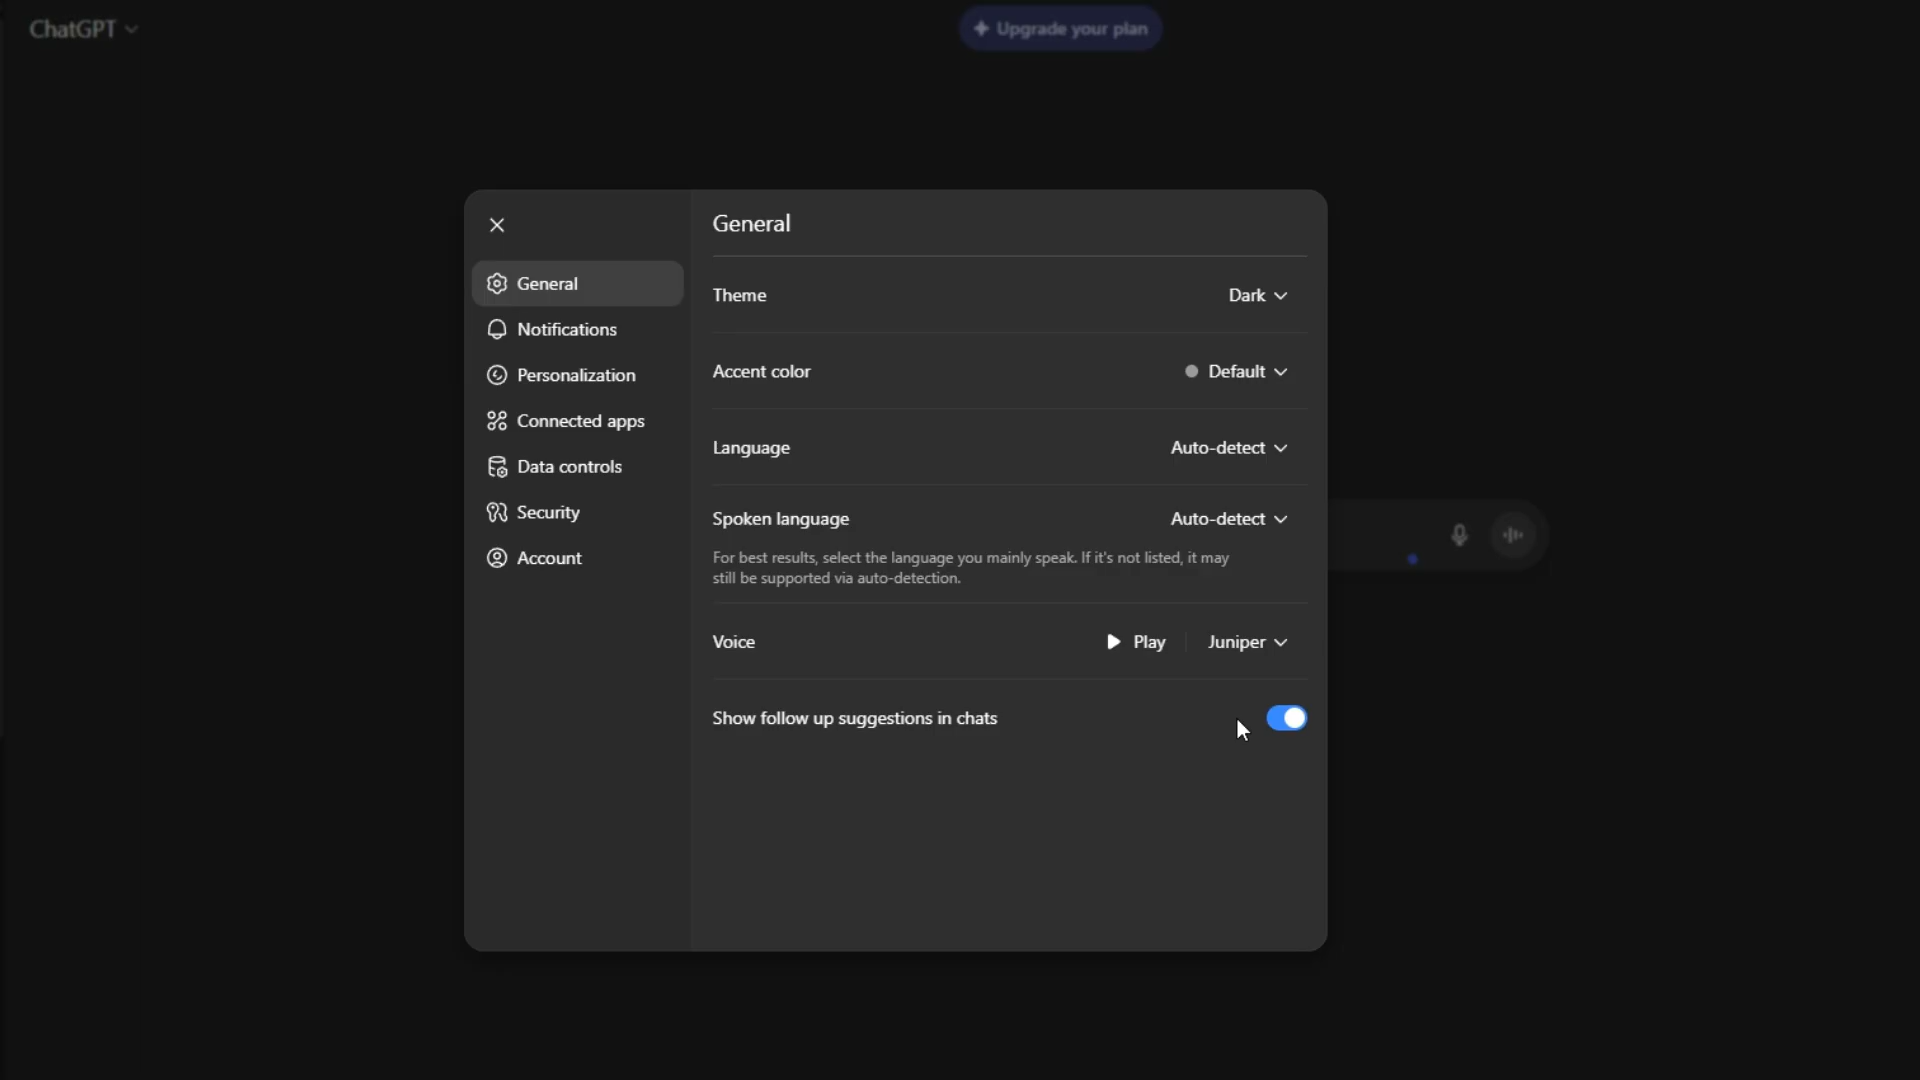 ChatGPT
Upgrade your plan
General
Notifications
Personalization
Connected apps
Data controls
Security
Account
General
Theme
Dark
Accent color
Default
Language
Auto-detect
Spoken language
Auto-detect
For best results, select the language you mainly speak. If it's not listed, it may
still be supported via auto-detection.
Voice
Play
Juniper
Show follow up suggestions in chats